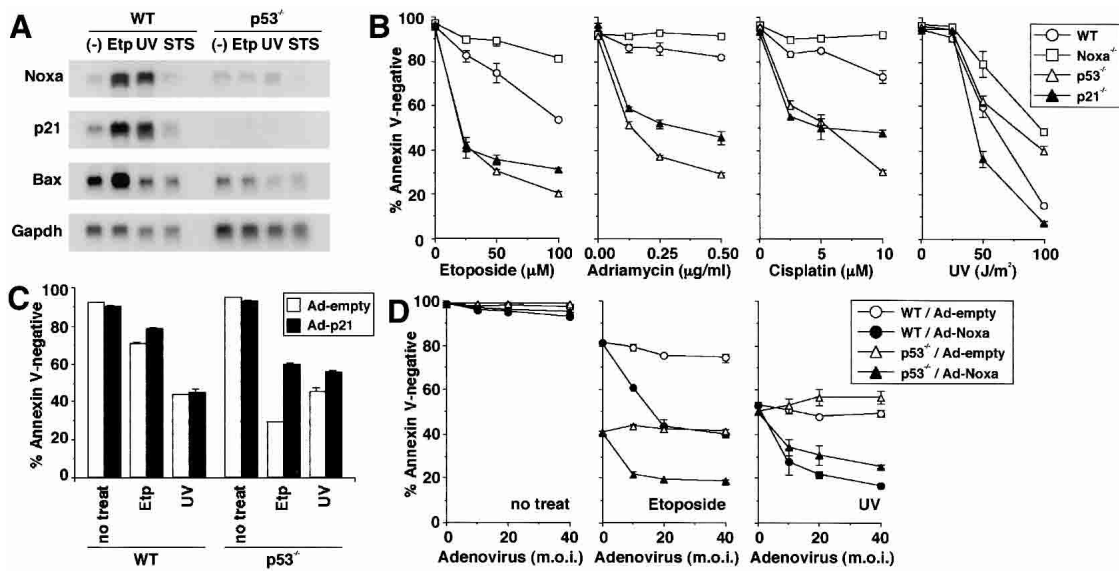 A
WT
p53-/-
(-) Etp UV STS
(-) Etp UV STS
Noxa
p21
Bax
Gapdh
B
% Annexin V-negative
100
80
60
40
20
0
0
50
100
Etoposide (μM)
0.00
0.25
0.50
Adriamycin (μg/ml)
0
5
10
Cisplatin (μM)
0
50
100
UV (J/m²)
WT
Noxa-/-
p53-/-
p21-/-
C
% Annexin V-negative
100
80
60
40
20
0
Ad-empty
Ad-p21
no treat
Etp
UV
no treat
Etp
UV
WT
p53-/-
D
% Annexin V-negative
100
80
60
40
20
0
no treat
Etoposide
UV
0
20
40
0
20
40
0
20
40
Adenovirus (m.o.i.)
Adenovirus (m.o.i.)
Adenovirus (m.o.i.)
WT / Ad-empty
WT / Ad-Noxa
p53-/- / Ad-empty
p53-/- / Ad-Noxa